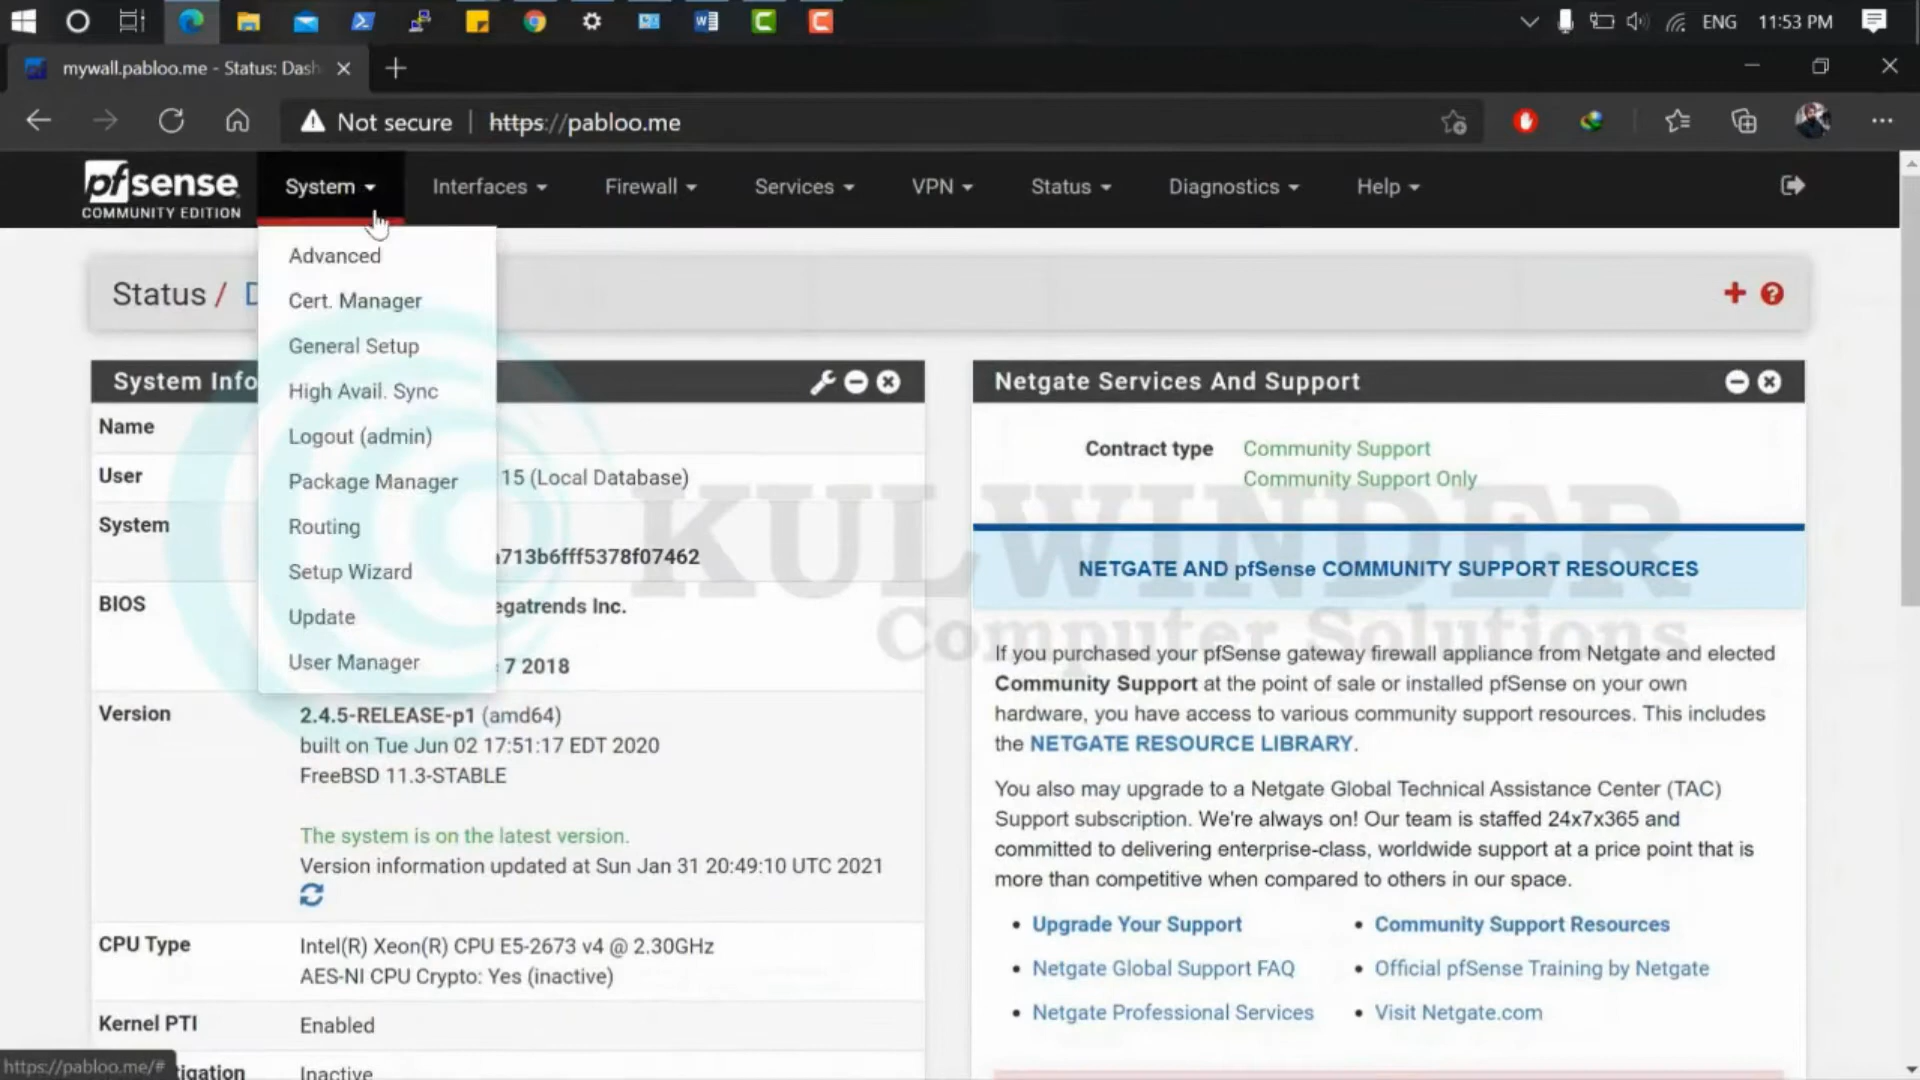 ENG 11:53 PM
mywall.pabloo.me - Status: Dash
Not secure https://pabloo.me
pfsense
COMMUNITY EDITION
System Interfaces Firewall Services VPN Status Diagnostics Help
Advanced
Cert. Manager
General Setup
High Avail. Sync
Logout (admin)
Package Manager
Routing
Setup Wizard
Update
User Manager
Status / D
System Info
Name
User 15 (Local Database)
System
a713b6fff5378f07462
BIOS egatrends Inc.
7 2018
Version 2.4.5-RELEASE-p1 (amd64)
built on Tue Jun 02 17:51:17 EDT 2020
FreeBSD 11.3-STABLE
The system is on the latest version.
Version information updated at Sun Jan 31 20:49:10 UTC 2021
CPU Type Intel(R) Xeon(R) CPU E5-2673 v4 @ 2.30GHz
AES-NI CPU Crypto: Yes (inactive)
Kernel PTI Enabled
igation Inactive
https://pabloo.me/#
Netgate Services And Support
Contract type Community Support
Community Support Only
KULWINDER
Computer Solutions
NETGATE AND pfSense COMMUNITY SUPPORT RESOURCES
If you purchased your pfSense gateway firewall appliance from Netgate and elected
Community Support at the point of sale or installed pfSense on your own
hardware, you have access to various community support resources. This includes
the NETGATE RESOURCE LIBRARY.
You also may upgrade to a Netgate Global Technical Assistance Center (TAC)
Support subscription. We're always on! Our team is staffed 24x7x365 and
committed to delivering enterprise-class, worldwide support at a price point that is
more than competitive when compared to others in our space.
Upgrade Your Support
Netgate Global Support FAQ
Netgate Professional Services
Community Support Resources
Official pfSense Training by Netgate
Visit Netgate.com